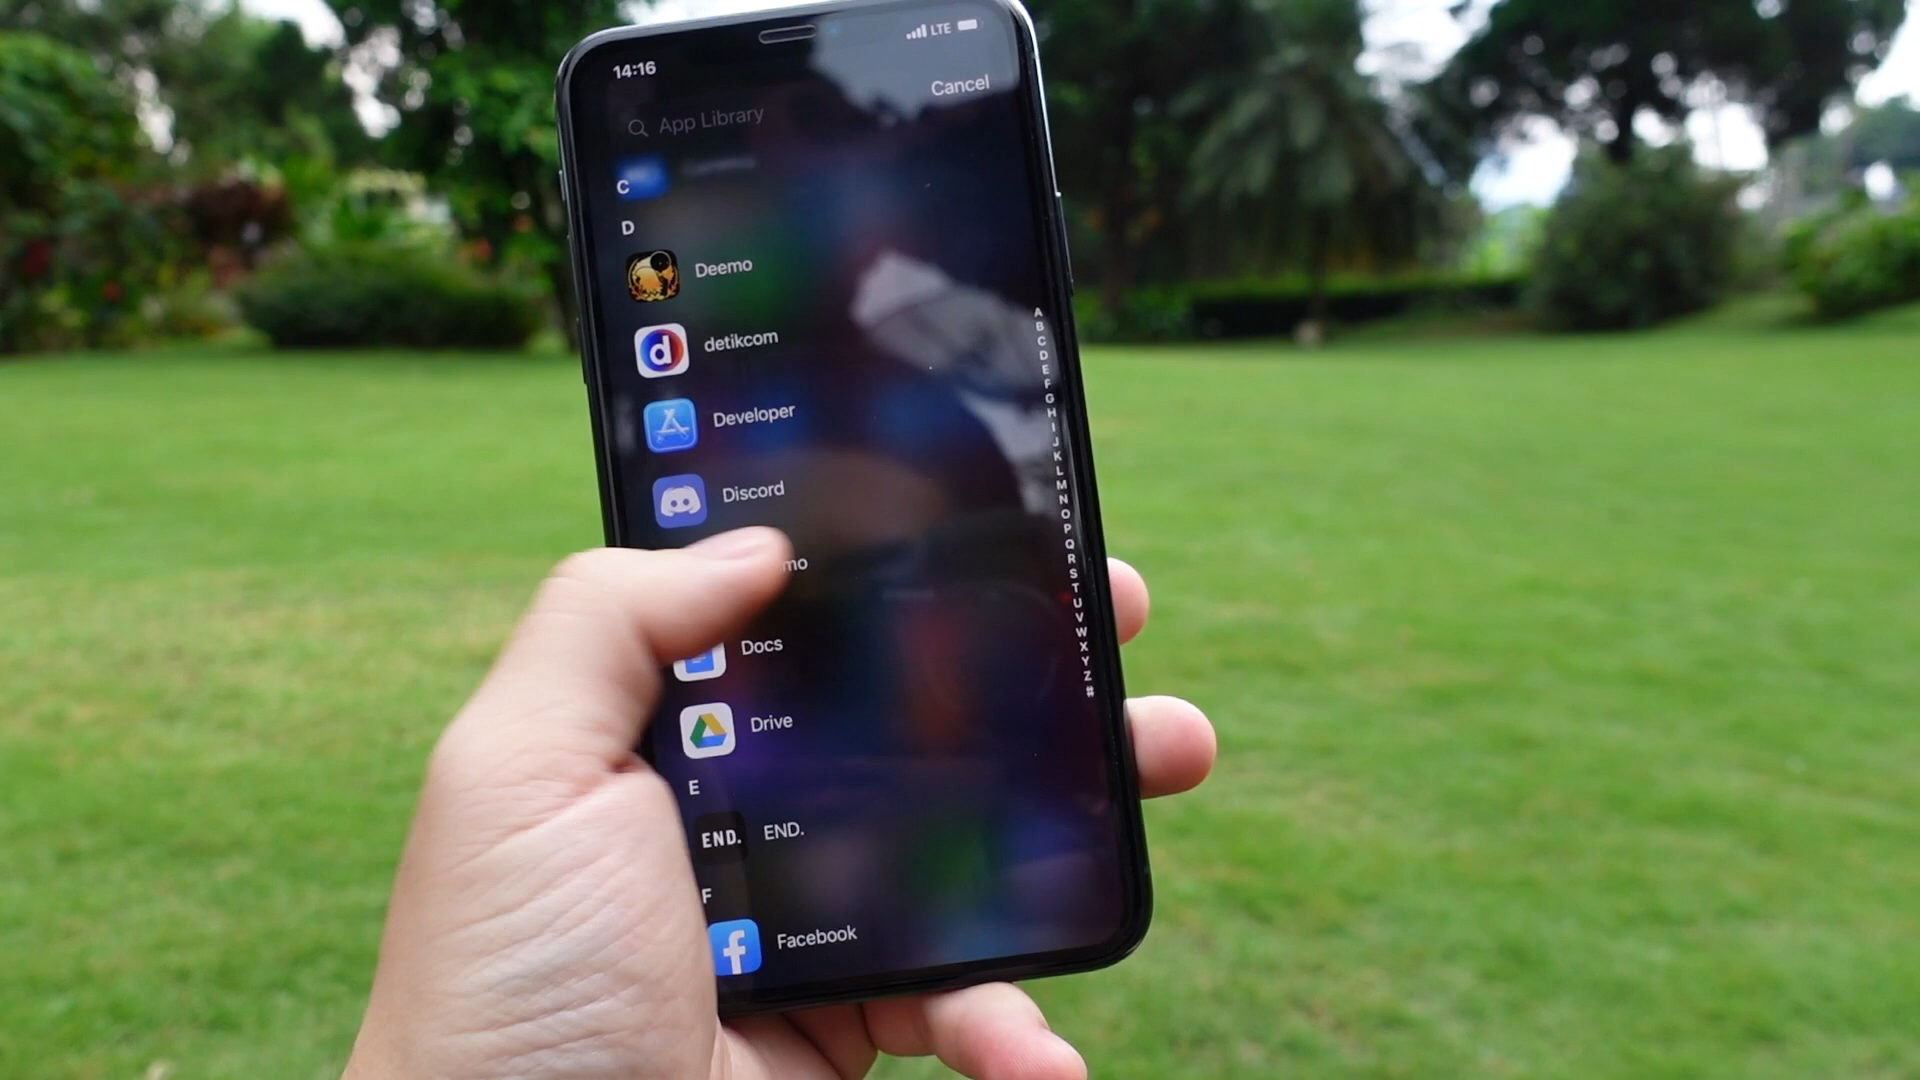 14:16
LTE
Cancel
App Library
C
D
Deemo
detikcom
Developer
Discord
mo
Docs
Drive
E
END. END.
F
Facebook
A
B
C
D
E
F
G
H
I
J
K
L
M
N
O
P
Q
R
S
T
U
V
W
X
Y
Z
#